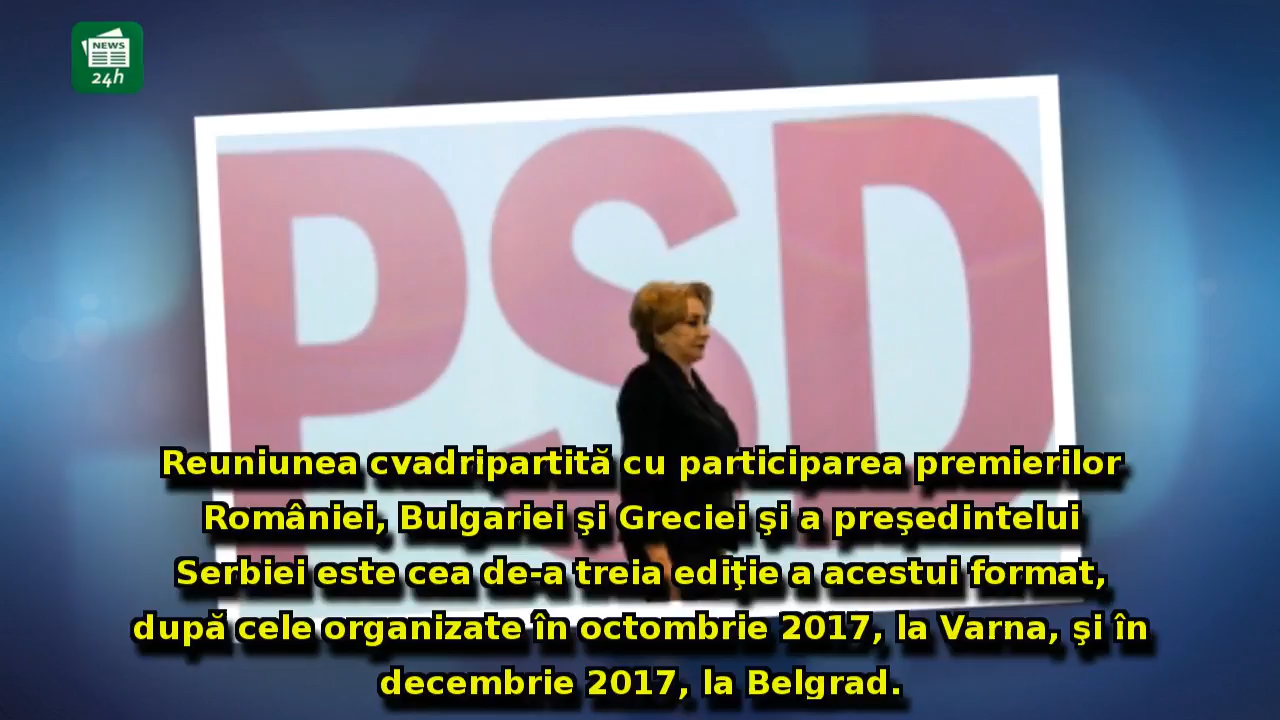 NEWS
24h
PSD
Reuniunea cvadripartită cu participarea premierilor
României, Bulgariei şi Greciei şi a preşedintelui
Serbiei este cea de-a treia ediţie a acestui format,
după cele organizate în octombrie 2017, la Varna, şi în
decembrie 2017, la Belgrad.